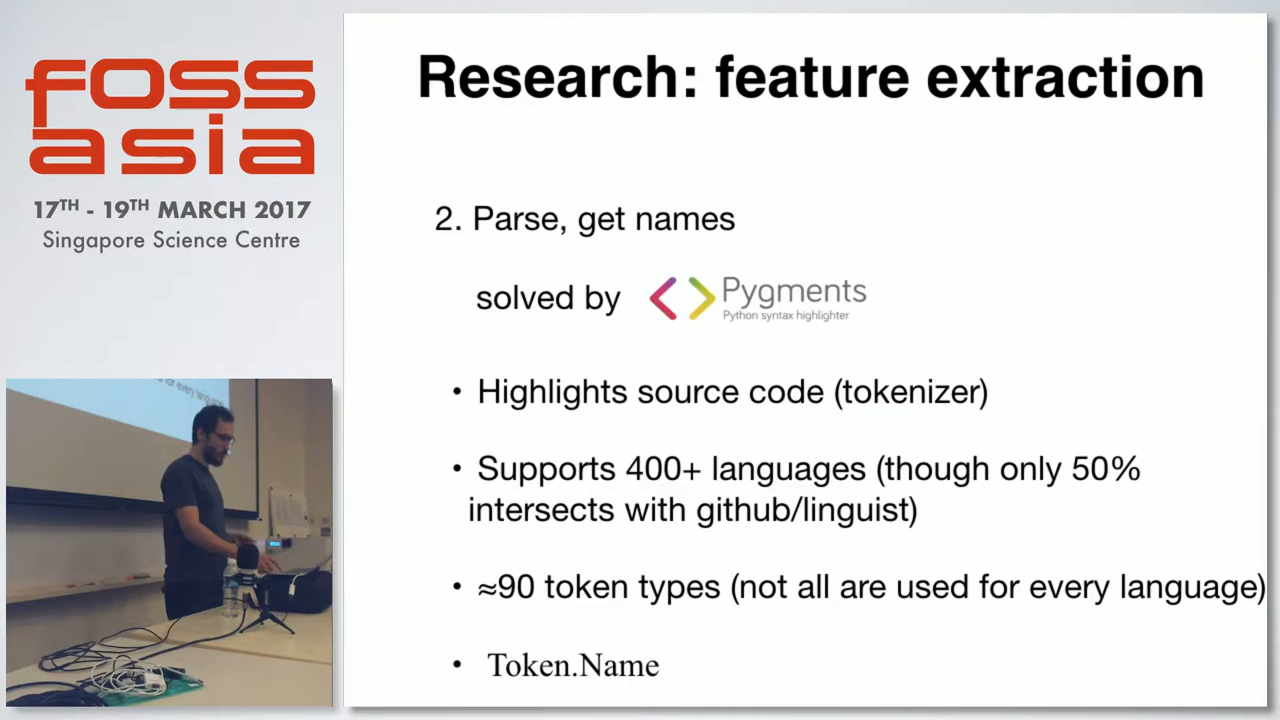 foss
asia
17TH - 19TH MARCH 2017
Singapore Science Centre
Research: feature extraction
2. Parse, get names
solved by
Pygments
Python syntax highlighter
• Highlights source code (tokenizer)
• Supports 400+ languages (though only 50%
intersects with github/linguist)
• ≈90 token types (not all are used for every language)
• Token.Name